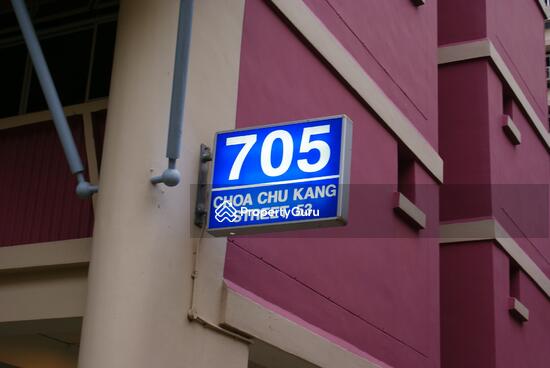 705
CHOA CHU KANG
STREET 53
PropertyGuru